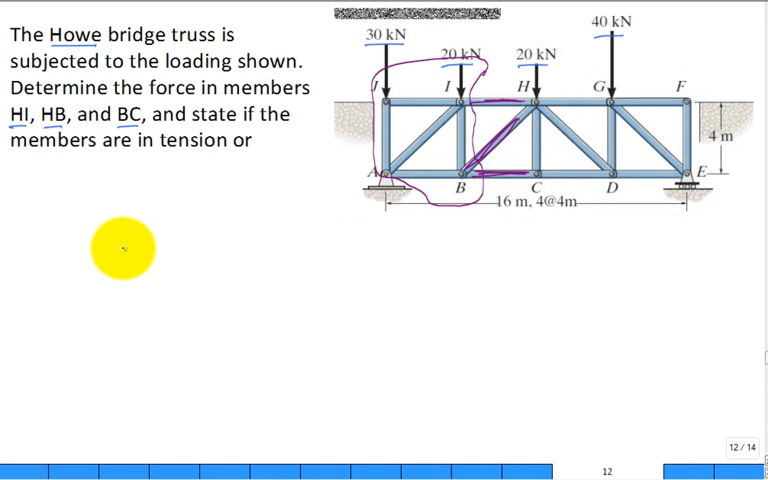 The Howe bridge truss is
subjected to the loading shown.
Determine the force in members
HI, HB, and BC, and state if the
members are in tension or
40 kN
30 kN
20 kN
20 kN
J
I
H
G
F
4 m
A
E
B
C
D
16 m, 4@4m
12 / 14
12